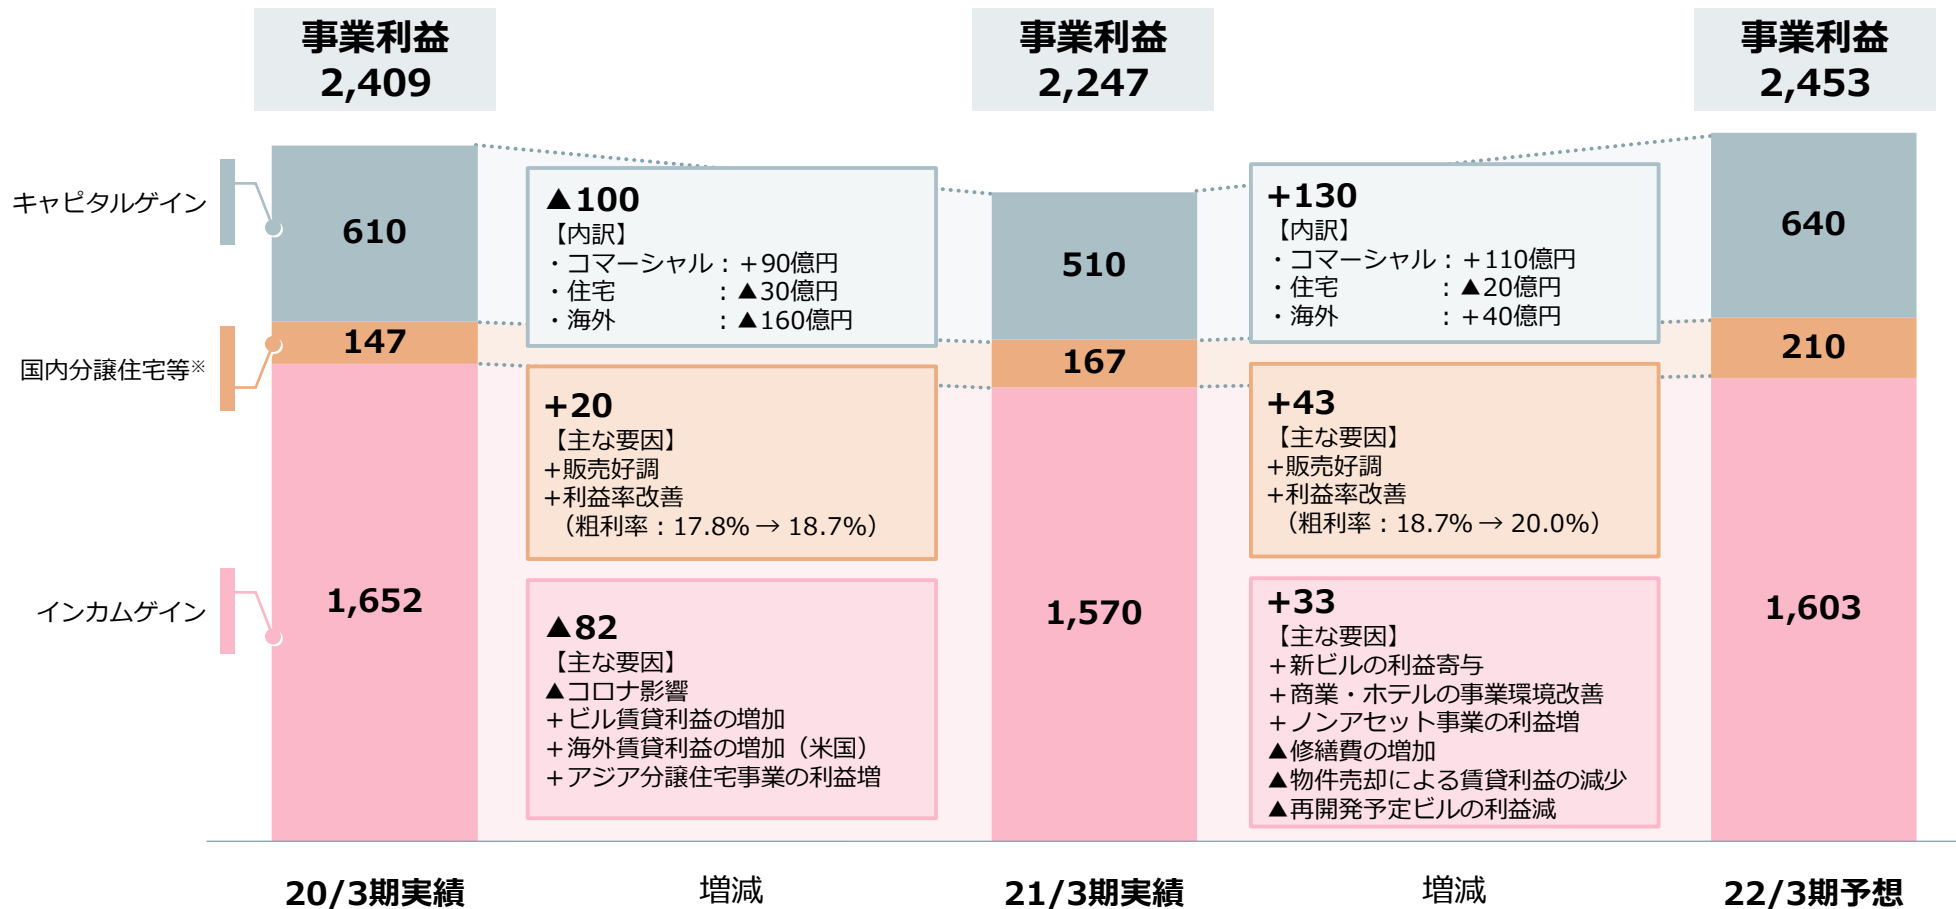 事業利益
2,409
事業利益
2,247
事業利益
2,453
キャピタルゲイン
国内分譲住宅等※
インカムゲイン
610
147
1,652
▲100
【内訳】
・コマーシャル：＋90億円
・住宅　　　　：▲30億円
・海外　　　　：▲160億円
+20
【主な要因】
＋販売好調
＋利益率改善
（粗利率：17.8% → 18.7%）
▲82
【主な要因】
▲コロナ影響
＋ビル賃貸利益の増加
＋海外賃貸利益の増加（米国）
＋アジア分譲住宅事業の利益増
510
167
1,570
+130
【内訳】
・コマーシャル：＋110億円
・住宅　　　　：▲20億円
・海外　　　　：＋40億円
+43
【主な要因】
＋販売好調
＋利益率改善
（粗利率：18.7% → 20.0%）
+33
【主な要因】
＋新ビルの利益寄与
＋商業・ホテルの事業環境改善
＋ノンアセット事業の利益増
▲修繕費の増加
▲物件売却による賃貸利益の減少
▲再開発予定ビルの利益減
640
210
1,603
20/3期実績
増減
21/3期実績
増減
22/3期予想